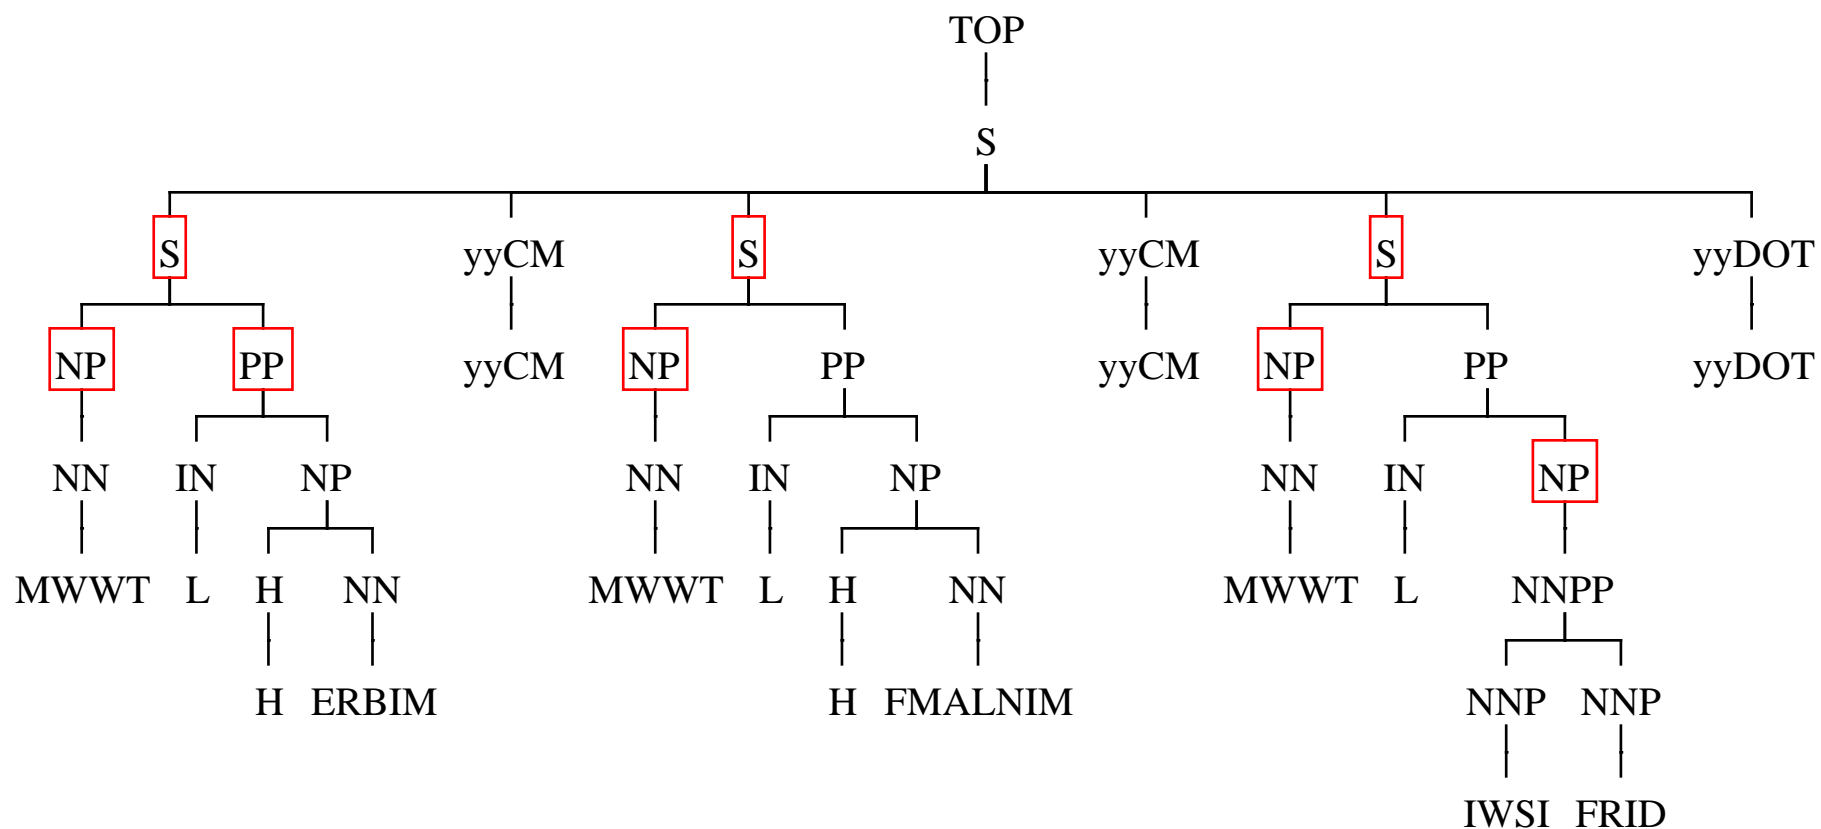 TOP
S
S yyCM S yyCM S yyDOT
NP PP yyCM NP PP yyCM NP PP yyDOT
NN IN NP NN IN NP NN IN NP
MWWT L H NN MWWT L H NN MWWT L NNPP
H ERBIM H FMALNIM NNP NNP
IWSI FRID